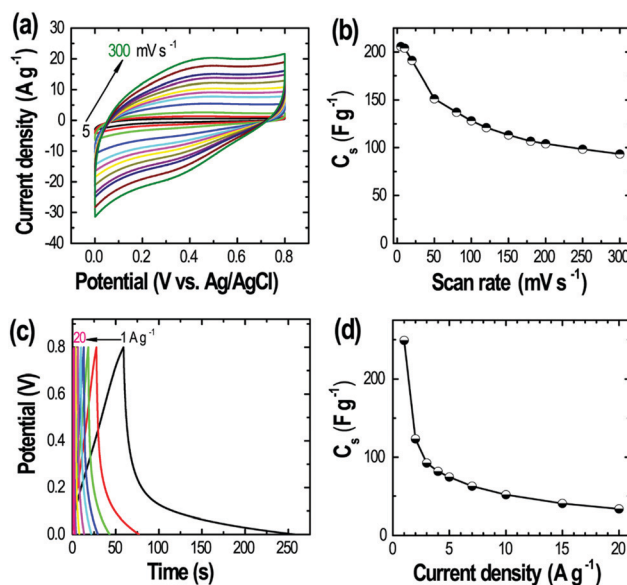 (a)
30
20
10
0
-10
-20
-30
-40
300 mV s⁻¹
5
Current density (A g⁻¹)
0.0 0.2 0.4 0.6 0.8
Potential (V vs. Ag/AgCl)
(b)
200
150
100
50
0
C_s (F g⁻¹)
0 50 100 150 200 250 300
Scan rate (mV s⁻¹)
(c)
20 1 A g⁻¹
0.8
0.6
0.4
0.2
0.0
Potential (V)
0 50 100 150 200 250
Time (s)
(d)
200
100
0
C_s (F g⁻¹)
0 5 10 15 20
Current density (A g⁻¹)